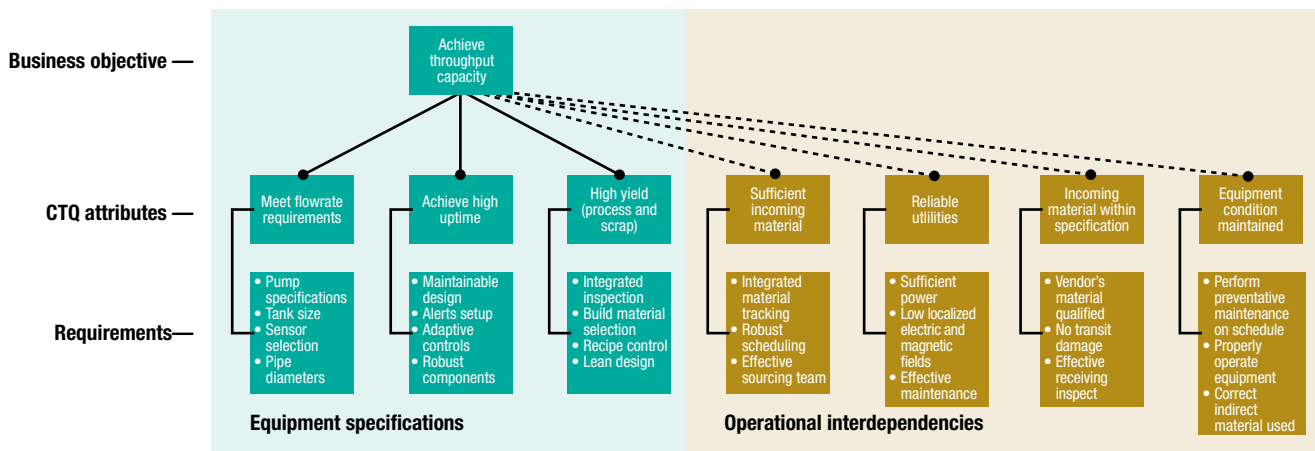 Business objective —
Achieve
throughput
capacity
CTQ attributes —
Meet flowrate
requirements
Achieve high
uptime
High yield
(process and
scrap)
Sufficient
incoming
material
Reliable
utlilities
Incoming
material within
specification
Equipment
condition
maintained
Requirements—
• Pump
specifications
• Tank size
• Sensor
selection
• Pipe
diameters
• Maintainable
design
• Alerts setup
• Adaptive
controls
• Robust
components
• Integrated
inspection
• Build material
selection
• Recipe control
• Lean design
• Integrated
material
tracking
• Robust
scheduling
• Effective
sourcing team
• Sufficient
power
• Low localized
electric and
magnetic
fields
• Effective
maintenance
• Vendor's
material
qualified
• No transit
damage
• Effective
receiving
inspect
• Perform
preventative
maintenance
on schedule
• Properly
operate
equipment
• Correct
indirect
material used
Equipment specifications
Operational interdependencies